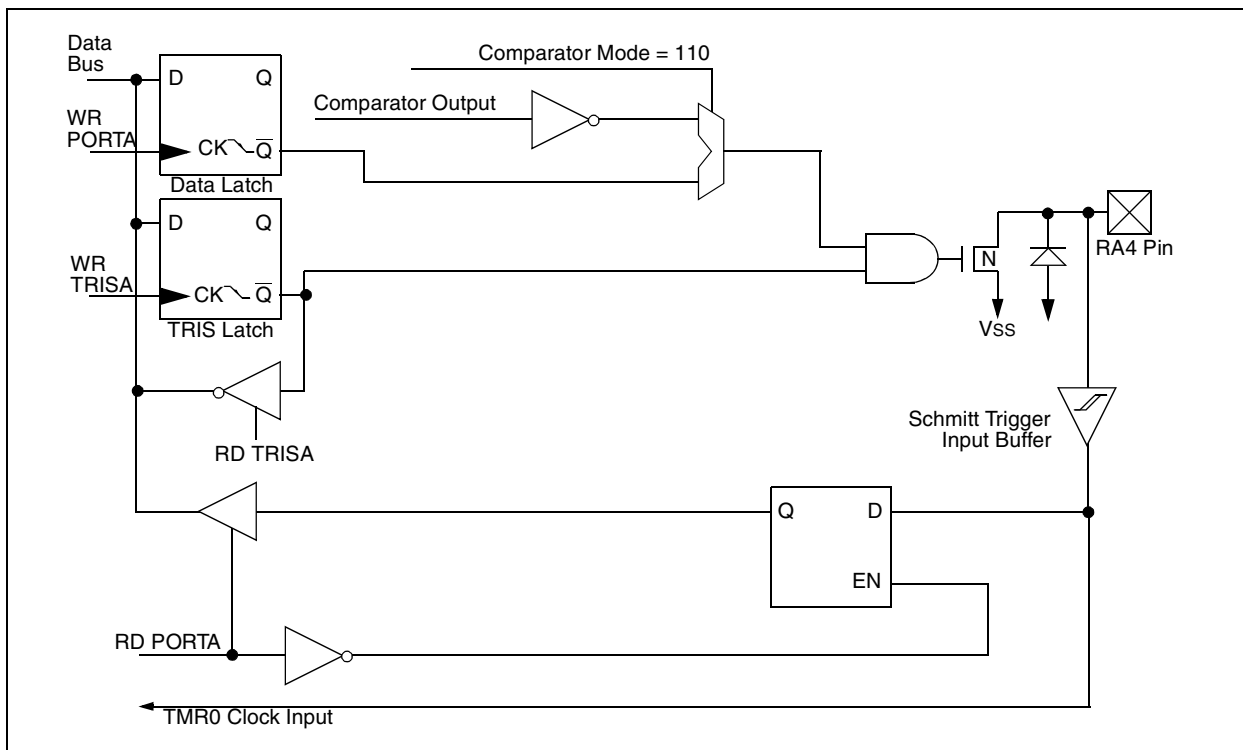 Data
Bus
D
Q
Comparator Mode = 110
Comparator Output
WR
PORTA
CK
Q̅
Data Latch
D
Q
WR
TRISA
CK
Q̅
TRIS Latch
N
RA4 Pin
VSS
RD TRISA
Schmitt Trigger
Input Buffer
Q
D
EN
RD PORTA
TMR0 Clock Input